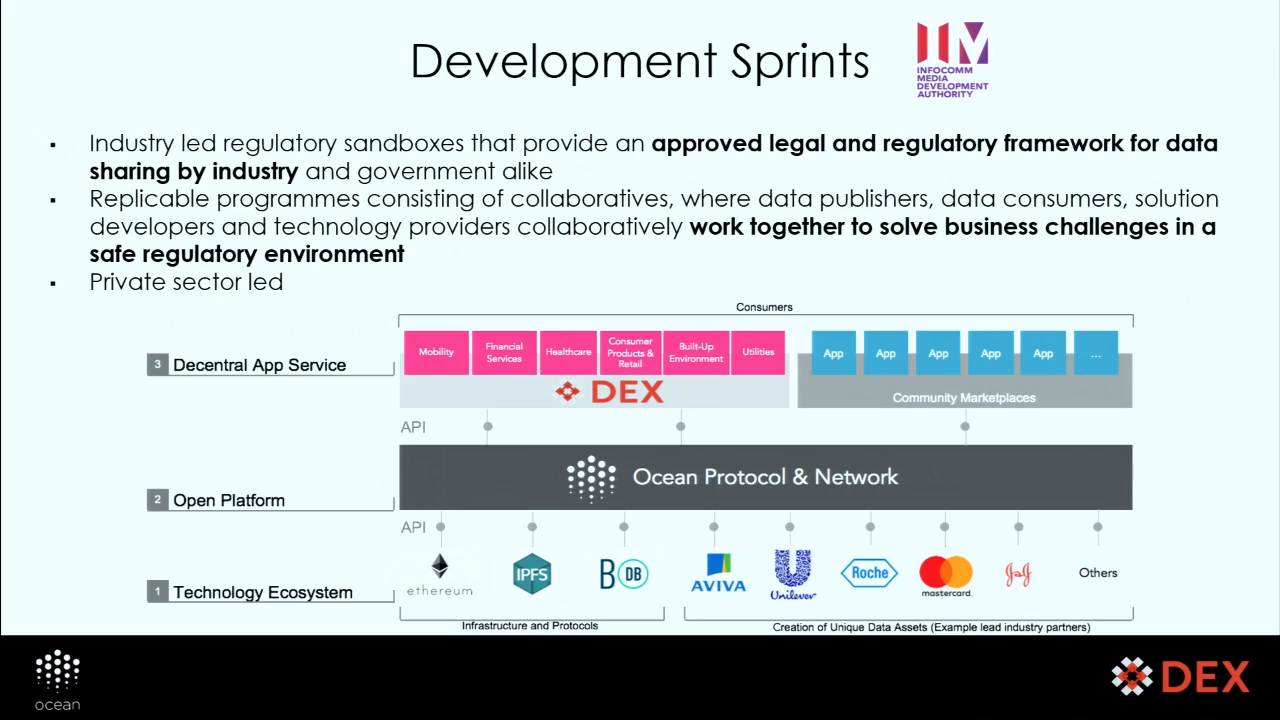 Development Sprints
INFOCOMM
MEDIA
DEVELOPMENT
AUTHORITY
▪ Industry led regulatory sandboxes that provide an approved legal and regulatory framework for data
sharing by industry and government alike
▪ Replicable programmes consisting of collaboratives, where data publishers, data consumers, solution
developers and technology providers collaboratively work together to solve business challenges in a
safe regulatory environment
▪ Private sector led
Consumers
3 Decentral App Service
Mobility
Financial
Services
Healthcare
Consumer
Products &
Retail
Built-Up
Environment
Utilities
DEX
App
App
App
App
App
...
Community Marketplaces
API
2 Open Platform
Ocean Protocol & Network
API
1 Technology Ecosystem
ethereum
IPFS
B DB
AVIVA
Unilever
Roche
mastercard.
J&J
Others
Infrastructure and Protocols
Creation of Unique Data Assets (Example lead industry partners)
ocean
DEX